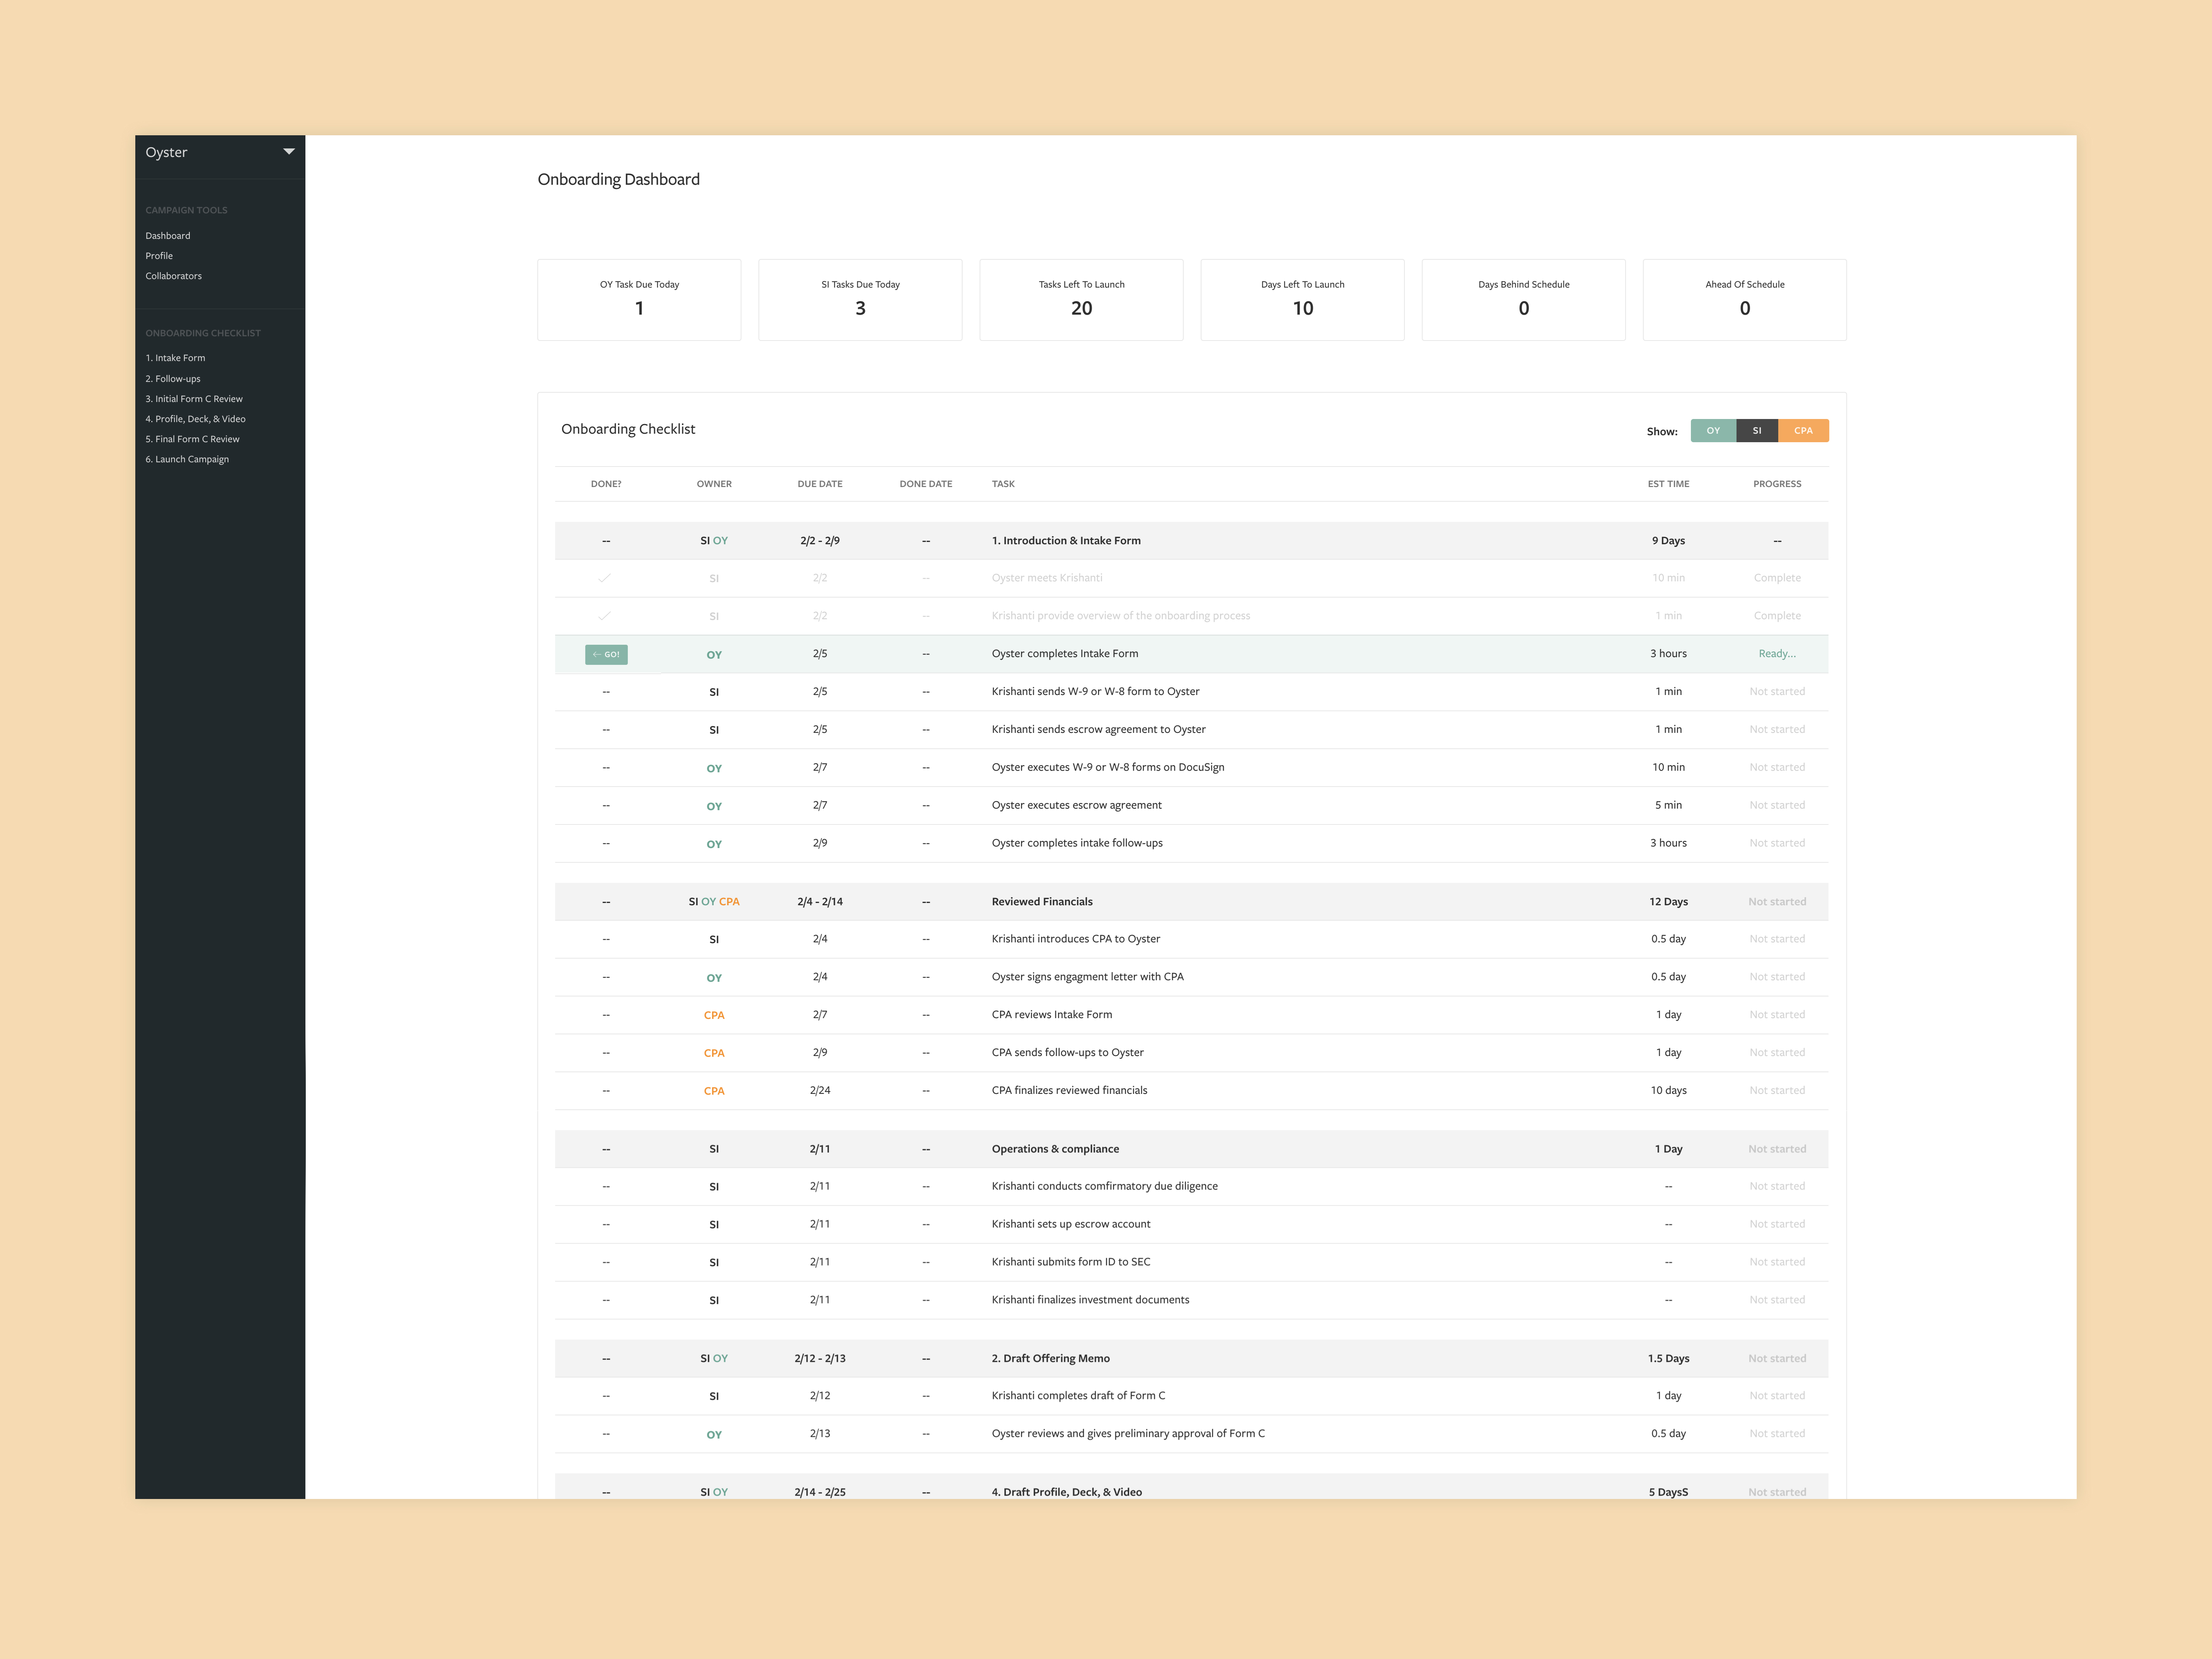 Oyster
CAMPAIGN TOOLS
Dashboard
Profile
Collaborators
ONBOARDING CHECKLIST
1. Intake Form
2. Follow-ups
3. Initial Form C Review
4. Profile, Deck, & Video
5. Final Form C Review
6. Launch Campaign
Onboarding Dashboard
OY Task Due Today
1
SI Tasks Due Today
3
Tasks Left To Launch
20
Days Left To Launch
10
Days Behind Schedule
0
Ahead Of Schedule
0
Onboarding Checklist
Show: OY SI CPA
DONE? OWNER DUE DATE DONE DATE TASK EST TIME PROGRESS
-- SI OY 2/2 - 2/9 -- 1. Introduction & Intake Form 9 Days --
SI 2/2 -- Oyster meets Krishanti 10 min Complete
SI 2/2 -- Krishanti provide overview of the onboarding process 1 min Complete
← GO! OY 2/5 -- Oyster completes Intake Form 3 hours Ready...
-- SI 2/5 -- Krishanti sends W-9 or W-8 form to Oyster 1 min Not started
-- SI 2/5 -- Krishanti sends escrow agreement to Oyster 1 min Not started
-- OY 2/7 -- Oyster executes W-9 or W-8 forms on DocuSign 10 min Not started
-- OY 2/7 -- Oyster executes escrow agreement 5 min Not started
-- OY 2/9 -- Oyster completes intake follow-ups 3 hours Not started
-- SI OY CPA 2/4 - 2/14 -- Reviewed Financials 12 Days Not started
-- SI 2/4 -- Krishanti introduces CPA to Oyster 0.5 day Not started
-- OY 2/4 -- Oyster signs engagment letter with CPA 0.5 day Not started
-- CPA 2/7 -- CPA reviews Intake Form 1 day Not started
-- CPA 2/9 -- CPA sends follow-ups to Oyster 1 day Not started
-- CPA 2/24 -- CPA finalizes reviewed financials 10 days Not started
-- SI 2/11 -- Operations & compliance 1 Day Not started
-- SI 2/11 -- Krishanti conducts comfirmatory due diligence -- Not started
-- SI 2/11 -- Krishanti sets up escrow account -- Not started
-- SI 2/11 -- Krishanti submits form ID to SEC -- Not started
-- SI 2/11 -- Krishanti finalizes investment documents -- Not started
-- SI OY 2/12 - 2/13 -- 2. Draft Offering Memo 1.5 Days Not started
-- SI 2/12 -- Krishanti completes draft of Form C 1 day Not started
-- OY 2/13 -- Oyster reviews and gives preliminary approval of Form C 0.5 day Not started
-- SI OY 2/14 - 2/25 -- 4. Draft Profile, Deck, & Video 5 DaysS Not started